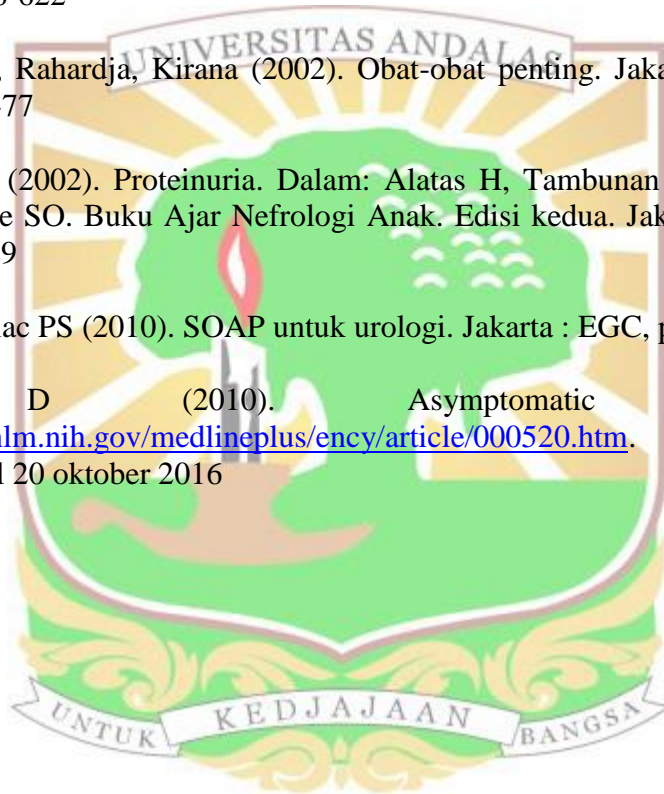 622
UNIVERSITAS ANDALAS
, Rahardja, Kirana (2002). Obat-obat penting. Jaka
77
(2002). Proteinuria. Dalam: Alatas H, Tambunan
e SO. Buku Ajar Nefrologi Anak. Edisi kedua. Jak
9
ac PS (2010). SOAP untuk urologi. Jakarta : EGC, p
D (2010). Asymptomatic
nlm.nih.gov/medlineplus/ency/article/000520.htm.
l 20 oktober 2016
UNTUK KEDJAJAAN BANGSA